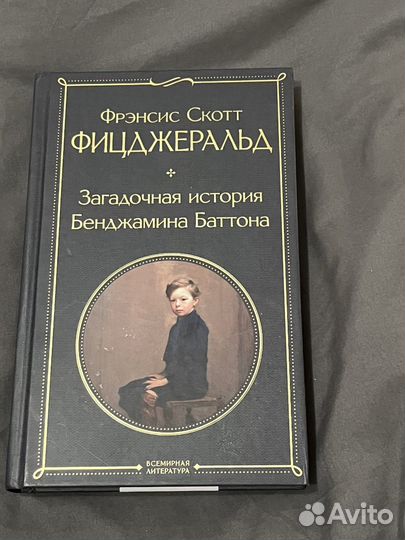 Фрэнсис Скотт
ФИЦДЖЕРАЛЬД
Загадочная история
Бенджамина Баттона
ВСЕМИРНАЯ
ЛИТЕРАТУРА
Avito